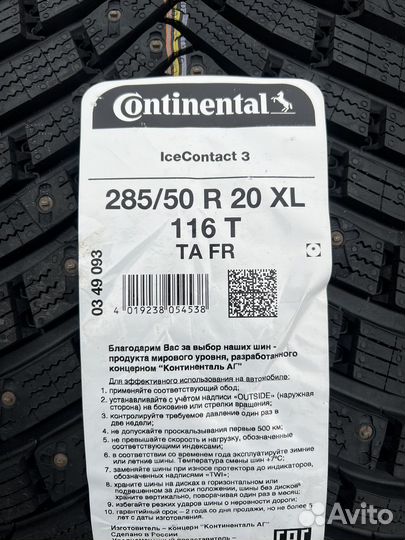 Continental
IceContact 3
285/50 R 20 XL
116 T
TA FR
03 49 093
4 019238 054538
Благодарим Вас за выбор наших шин -
продукта мирового уровня, разработанного
концерном "Континенталь АГ"
Для эффективного использования на автомобиле:
1. применяйте соответствующий обод;
2. устанавливайте с учётом надписи «OUTSIDE» (наружная
сторона) на боковине или стрелки вращения;
3. контролируйте требуемое давление один раз в
две недели;
4. не допускайте проскальзывания первые 500 км;
5. не превышайте скорость и нагрузку, обозначенные
соответствующими индексами;
6. в соответствии со временем года эксплуатируйте зимние
или летние шины. Температура смены шин +7°C;
7. заменяйте шины при износе протектора до индикаторов,
обозначенных надписью «TWI»;
8. храните шины на дисках в горизонтальном или
подвешенном положении, шины без дисков
храните вертикально, поворачивая один раз в месяц;
9. избегайте резких ударов шины о неровности дороги;
10. гарантийный срок – 2 года со дня продажи, но не более 5
лет с даты изготовления.
Изготовитель - концерн "Континенталь АГ"
Сделано в России
EAC
Avito